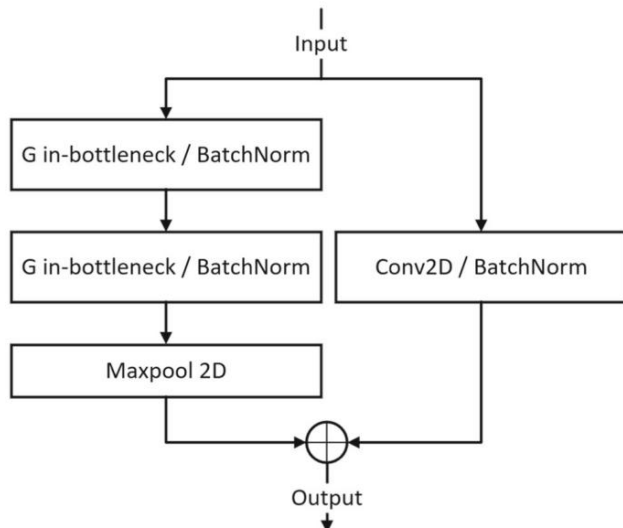 Input
G in-bottleneck / BatchNorm
G in-bottleneck / BatchNorm
Conv2D / BatchNorm
Maxpool 2D
Output